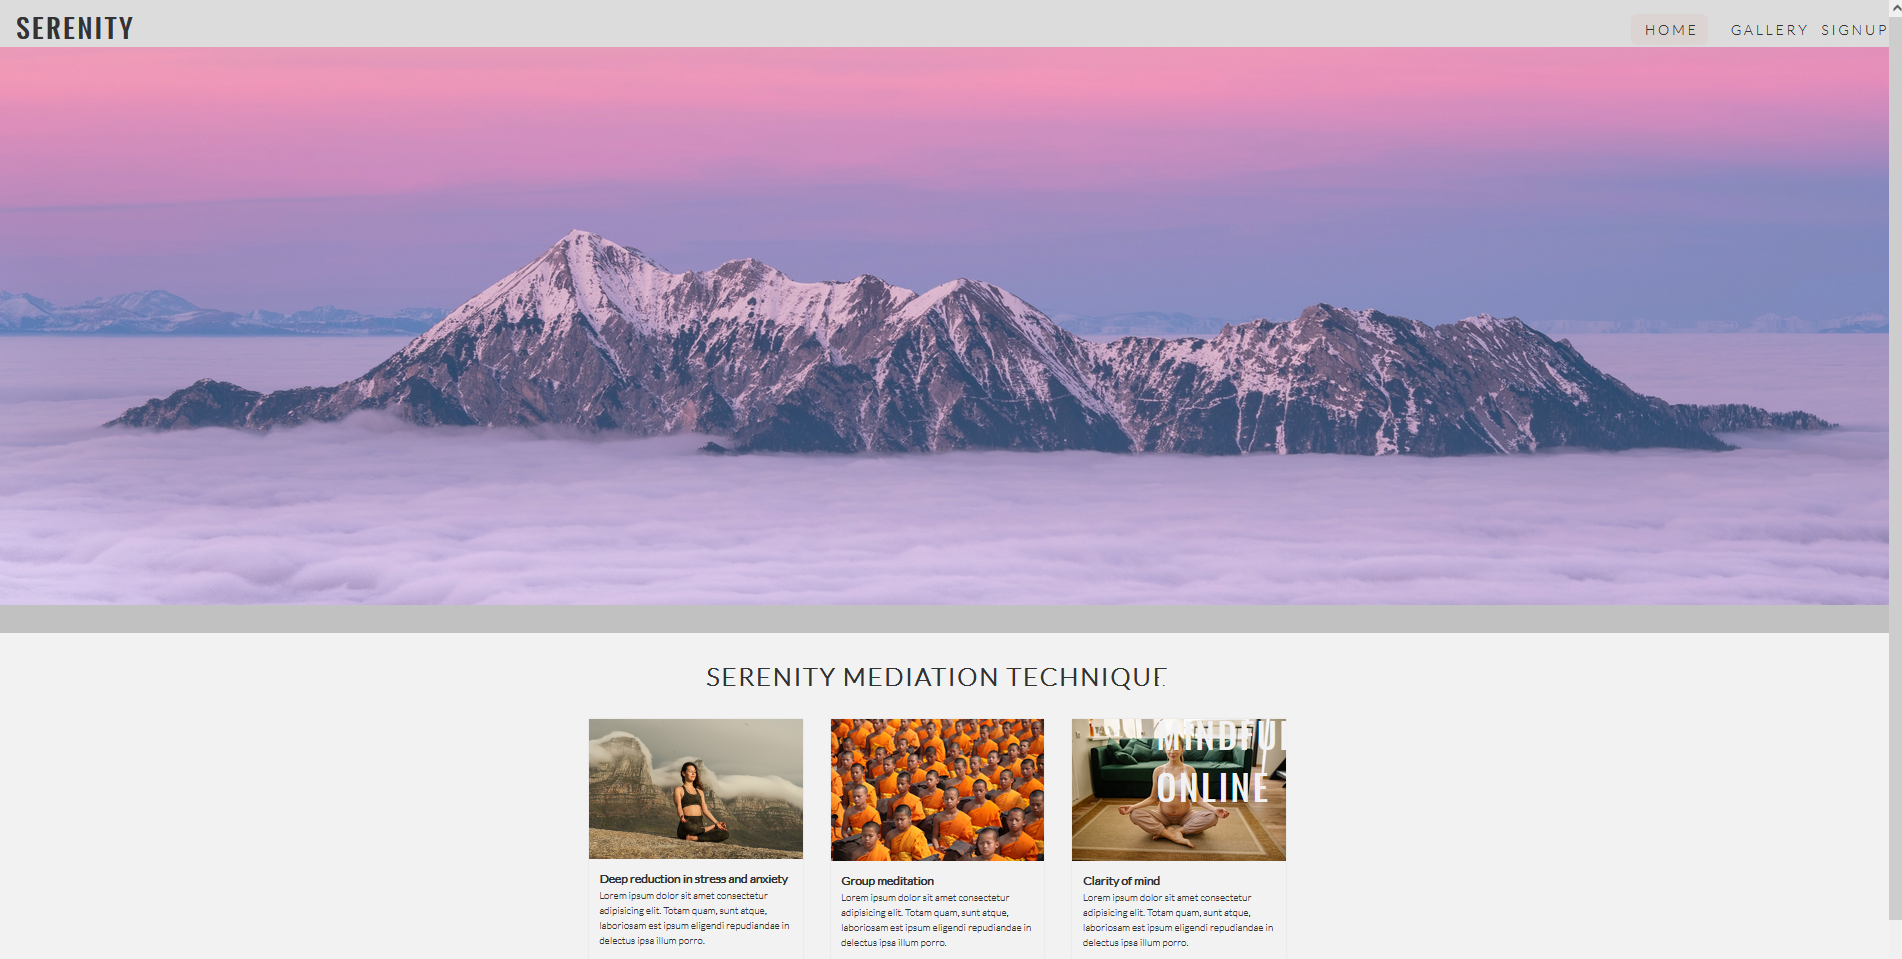 SERENITY
HOME GALLERY SIGNUP
SERENITY MEDIATION TECHNIQUE
MINDFUL
ONLINE
Deep reduction in stress and anxiety
Lorem ipsum dolor sit amet consectetur
adipisicing elit. Totam quam, sunt atque,
laboriosam est ipsum eligendi repudiandae in
delectus ipsa illum porro.
Group meditation
Lorem ipsum dolor sit amet consectetur
adipisicing elit. Totam quam, sunt atque,
laboriosam est ipsum eligendi repudiandae in
delectus ipsa illum porro.
Clarity of mind
Lorem ipsum dolor sit amet consectetur
adipisicing elit. Totam quam, sunt atque,
laboriosam est ipsum eligendi repudiandae in
delectus ipsa illum porro.